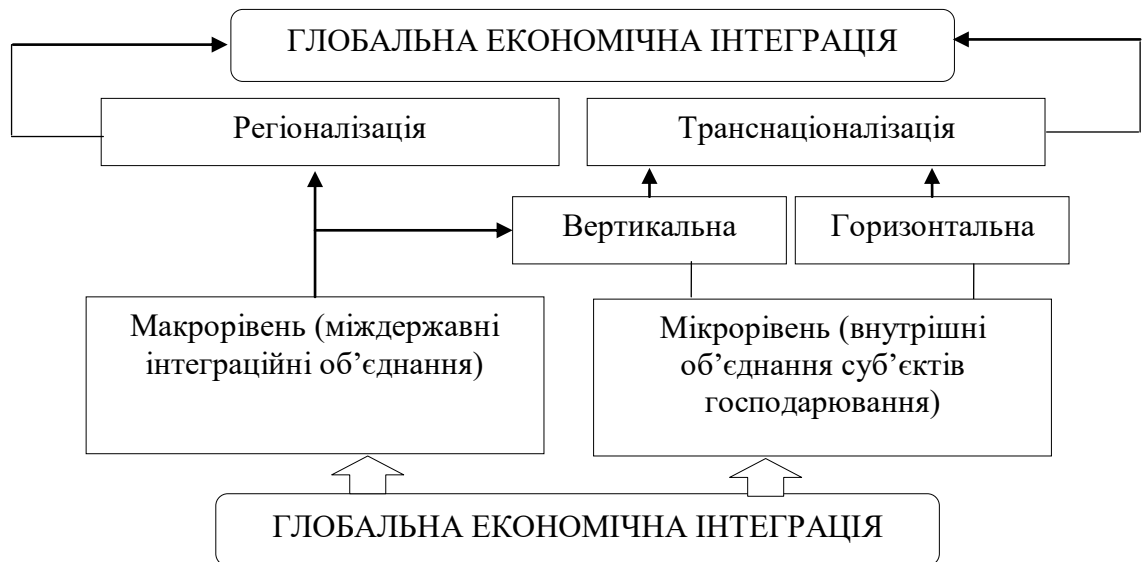 ГЛОБАЛЬНА ЕКОНОМІЧНА ІНТЕГРАЦІЯ
Регіоналізація
Транснаціоналізація
Вертикальна
Горизонтальна
Макрорівень (міждержавні
інтеграційні об’єднання)
Мікрорівень (внутрішні
об’єднання суб’єктів
господарювання)
ГЛОБАЛЬНА ЕКОНОМІЧНА ІНТЕГРАЦІЯ